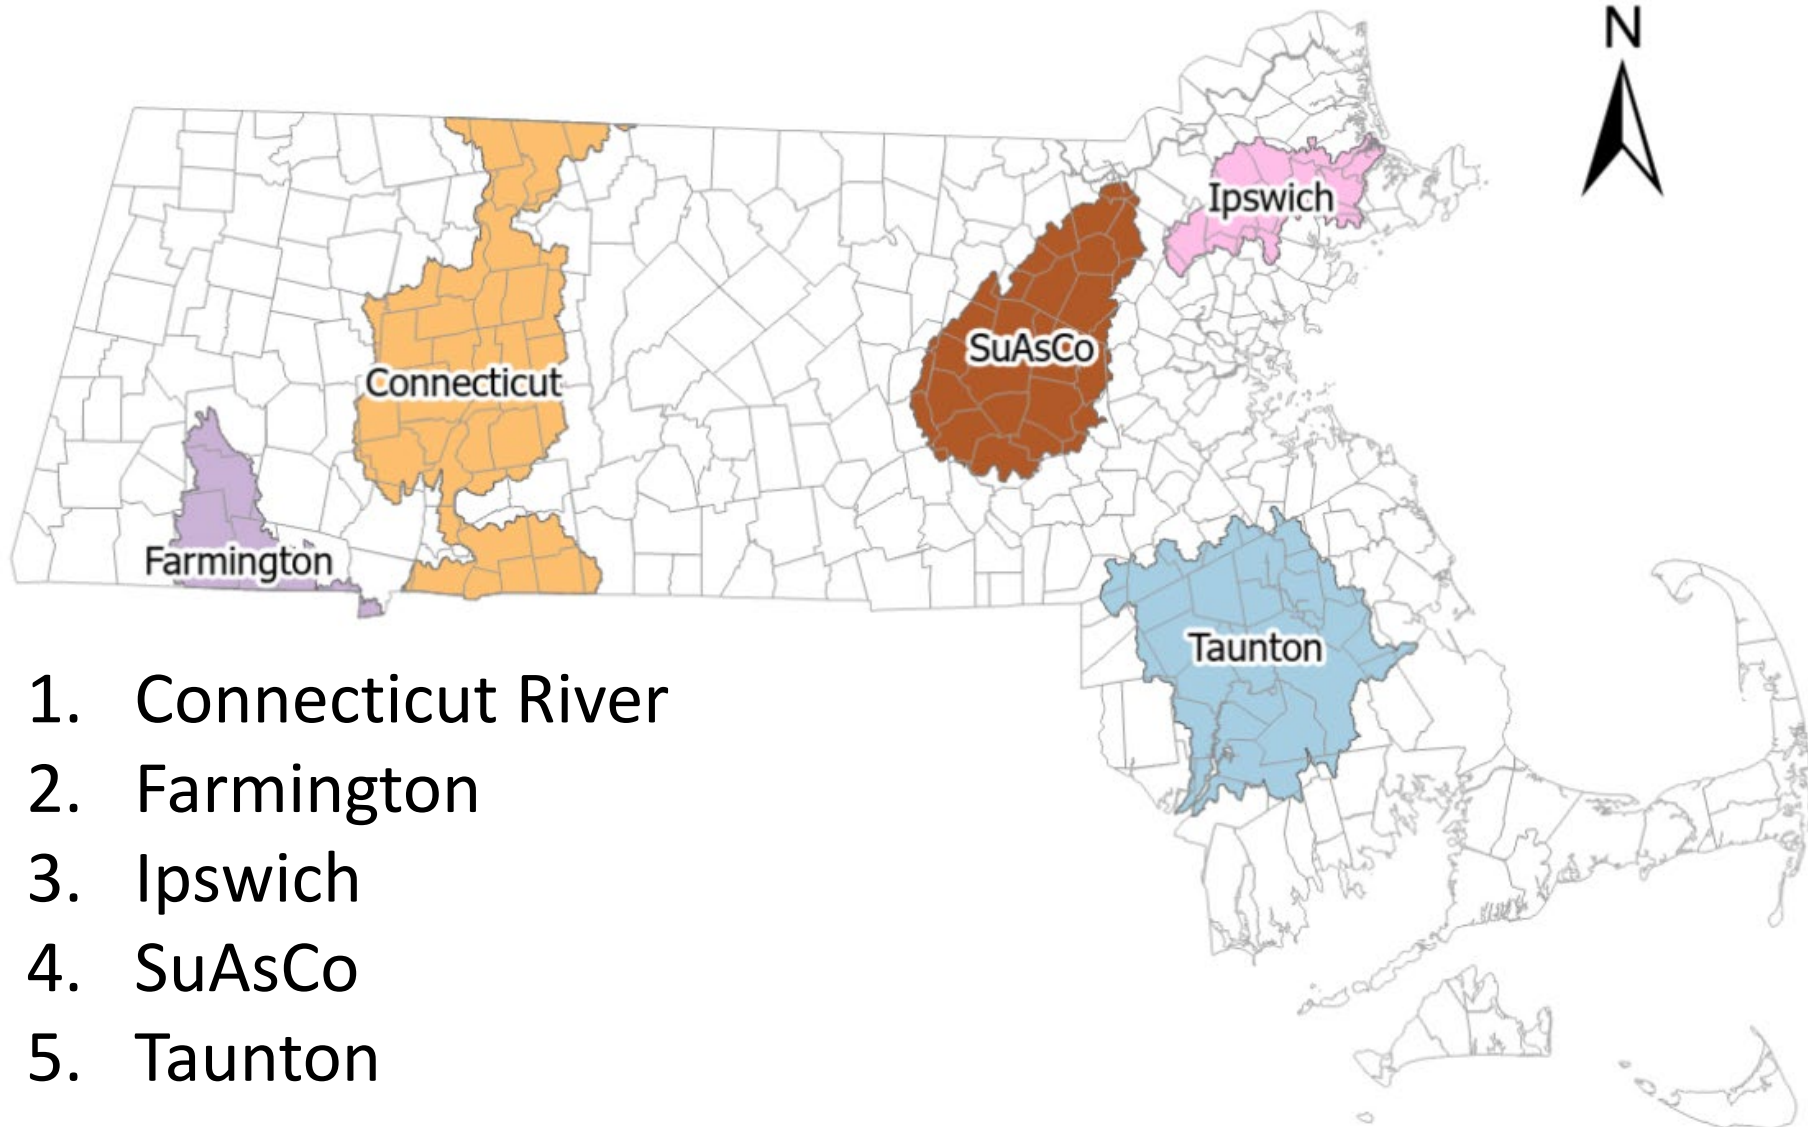 N
Ipswich
SuAsCo
Connecticut
Farmington
Taunton
1. Connecticut River
2. Farmington
3. Ipswich
4. SuAsCo
5. Taunton